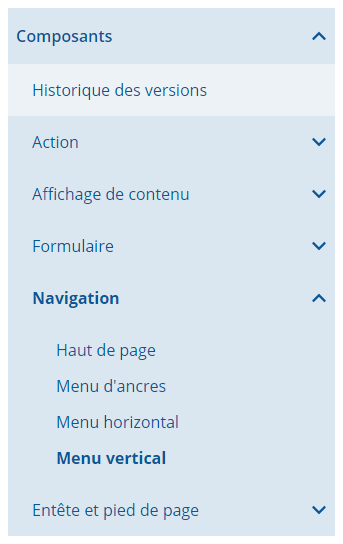 Composants
Historique des versions
Action
Affichage de contenu
Formulaire
Navigation
Haut de page
Menu d'ancres
Menu horizontal
Menu vertical
Entête et pied de page